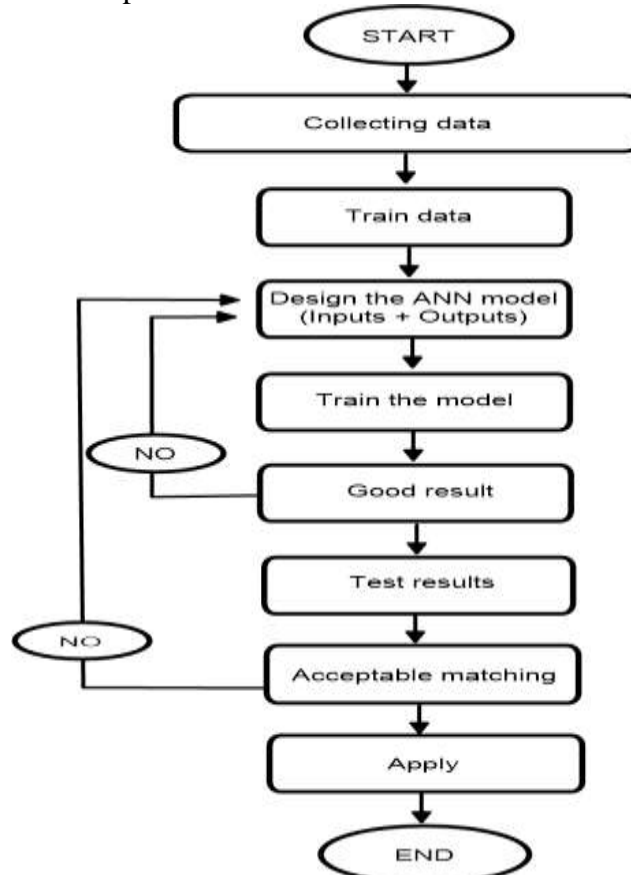 START
Collecting data
Train data
Design the ANN model
(Inputs + Outputs)
Train the model
NO
Good result
Test results
NO
Acceptable matching
Apply
END